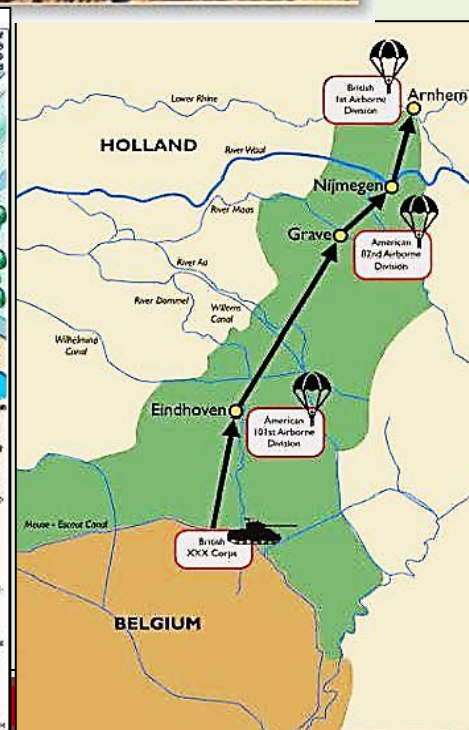 British
1st Airborne
Division
Arnhem
Lower Rhine
HOLLAND
River Waal
Nijmegen
River Maas
Grave
American
82nd Airborne
Division
River Aa
River Dommel
Willems
Canal
Wilhelmina
Canal
Eindhoven
American
101st Airborne
Division
Meuse - Escaut Canal
British
XXX Corps
BELGIUM